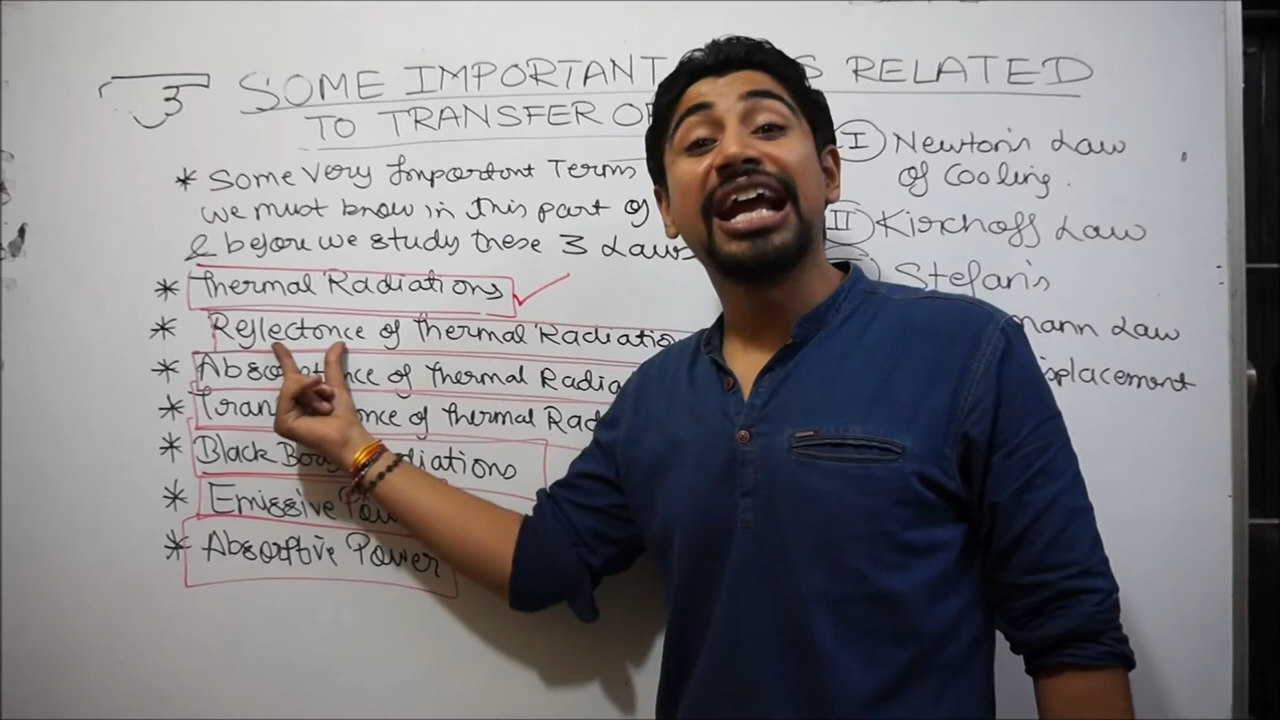 3 SOME IMPORTANT S RELATED
TO TRANSFER OF
* Some Very Important Terms
we must know in this part of
& before we study these 3 Laws
* Thermal Radiations
* Reflectance of Thermal Radiation
* Abso nce of Thermal Radia
* Tran nce of Thermal Rad
* Black Bod diations
* Emissive Pow
* Absorptive Power
I Newton's Law
of Cooling.
II Kirchoff Law
Stefan's
mann Law
splacement